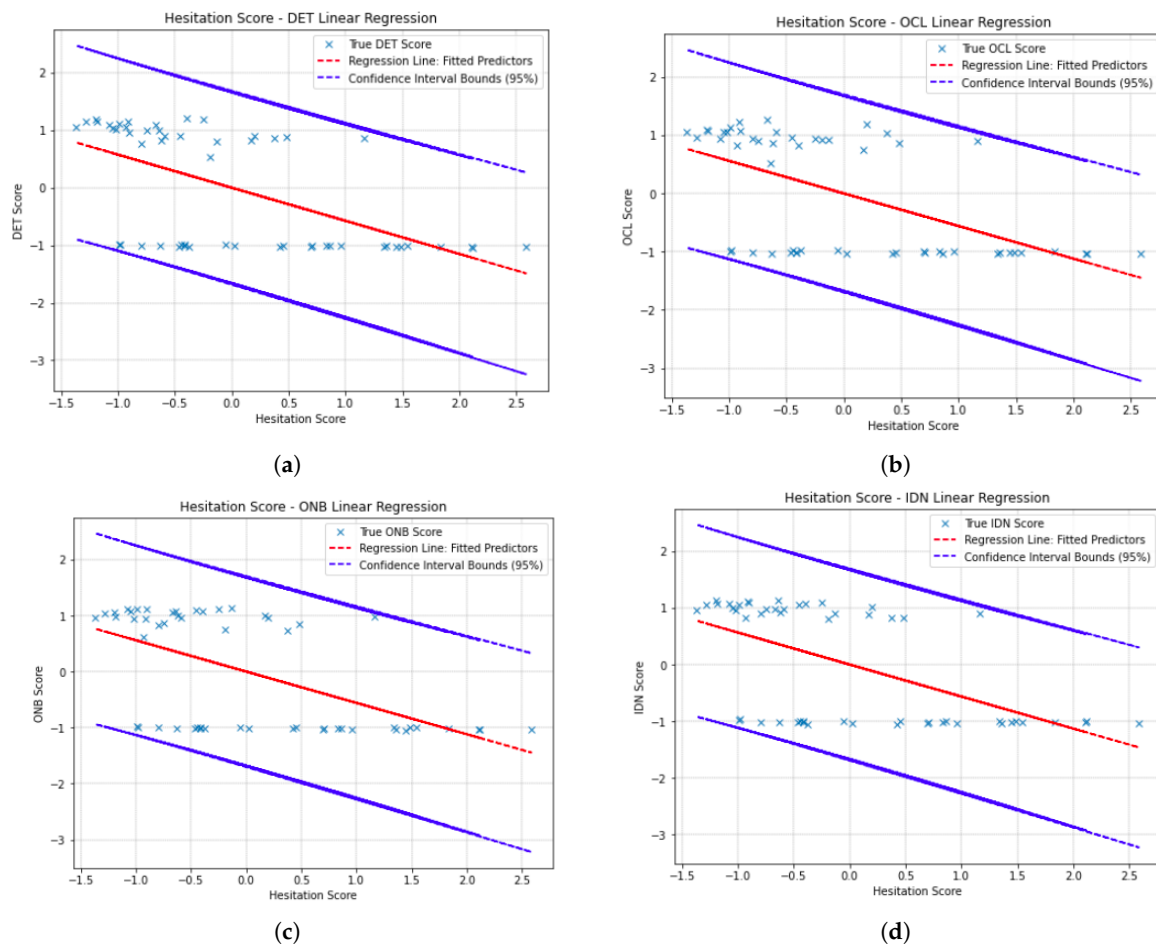 Hesitation Score - DET Linear Regression
True DET Score
Regression Line: Fitted Predictors
Confidence Interval Bounds (95%)
DET Score
2
1
0
−1
−2
−3
−1.5 −1.0 −0.5 0.0 0.5 1.0 1.5 2.0 2.5
Hesitation Score
(a)
Hesitation Score - OCL Linear Regression
True OCL Score
Regression Line: Fitted Predictors
Confidence Interval Bounds (95%)
OCL Score
2
1
0
−1
−2
−3
−1.5 −1.0 −0.5 0.0 0.5 1.0 1.5 2.0 2.5
Hesitation Score
(b)
Hesitation Score - ONB Linear Regression
True ONB Score
Regression Line: Fitted Predictors
Confidence Interval Bounds (95%)
ONB Score
2
1
0
−1
−2
−3
−1.5 −1.0 −0.5 0.0 0.5 1.0 1.5 2.0 2.5
Hesitation Score
(c)
Hesitation Score - IDN Linear Regression
True IDN Score
Regression Line: Fitted Predictors
Confidence Interval Bounds (95%)
IDN Score
2
1
0
−1
−2
−3
−1.5 −1.0 −0.5 0.0 0.5 1.0 1.5 2.0 2.5
Hesitation Score
(d)